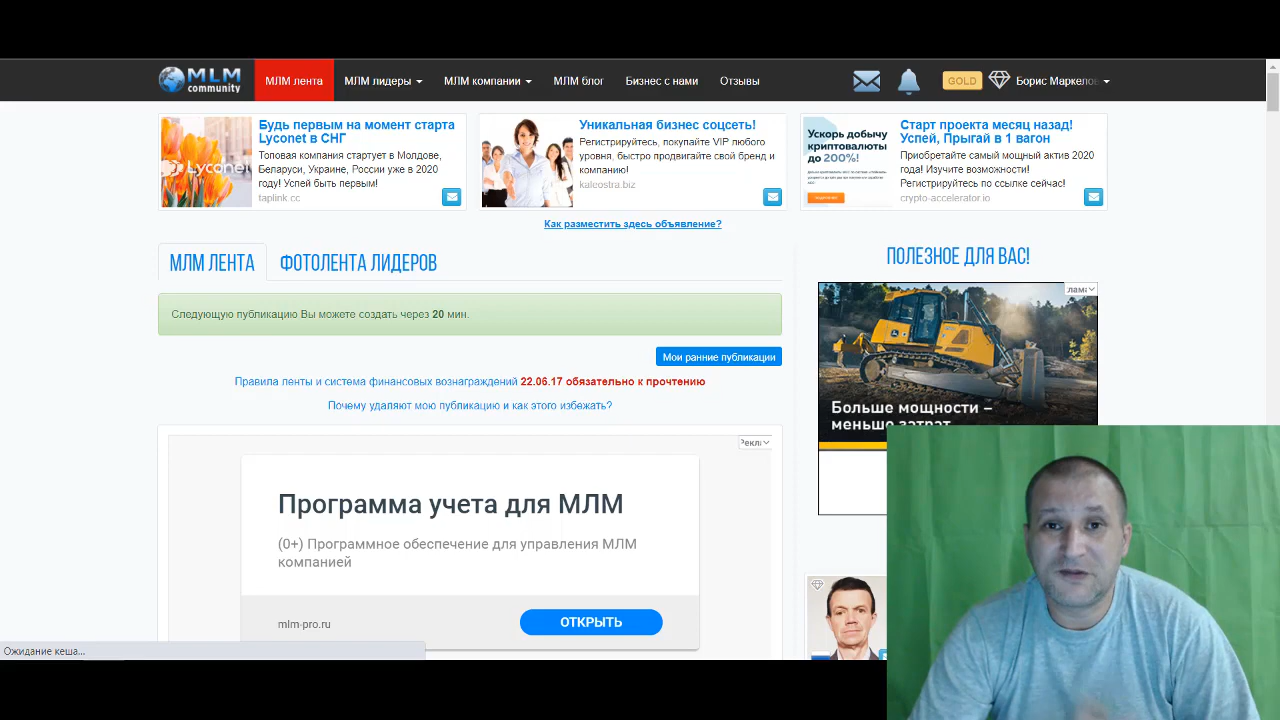 MLM
community
МЛМ лента
МЛМ лидеры
МЛМ компании
МЛМ блог
Бизнес с нами
Отзывы
GOLD
Борис Маркелов
Будь первым на момент старта
Lyconet в СНГ
Топовая компания стартует в Молдове,
Беларуси, Украине, России уже в 2020
году! Успей быть первым!
taplink.cc
Lyconet
Уникальная бизнес соцсеть!
Регистрируйтесь, покупайте VIP любого
уровня, быстро продвигайте свой бренд и
компанию!
kaleostra.biz
Ускорь добычу
криптовалюты
до 200%!
Старт проекта месяц назад!
Успей, Прыгай в 1 вагон
Приобретайте самый мощный актив 2020
года! Изучите возможности!
Регистрируйтесь по ссылке сейчас!
crypto-accelerator.io
Как разместить здесь объявление?
МЛМ ЛЕНТА
ФОТОЛЕНТА ЛИДЕРОВ
Следующую публикацию Вы можете создать через 20 мин.
Мои ранние публикации
Правила ленты и система финансовых вознаграждений 22.06.17 обязательно к прочтению
Почему удаляют мою публикацию и как этого избежать?
Программа учета для МЛМ
(0+) Программное обеспечение для управления МЛМ
компанией
mlm-pro.ru
ОТКРЫТЬ
ПОЛЕЗНОЕ ДЛЯ ВАС!
Больше мощности –
меньше затрат
Ожидание кеша...